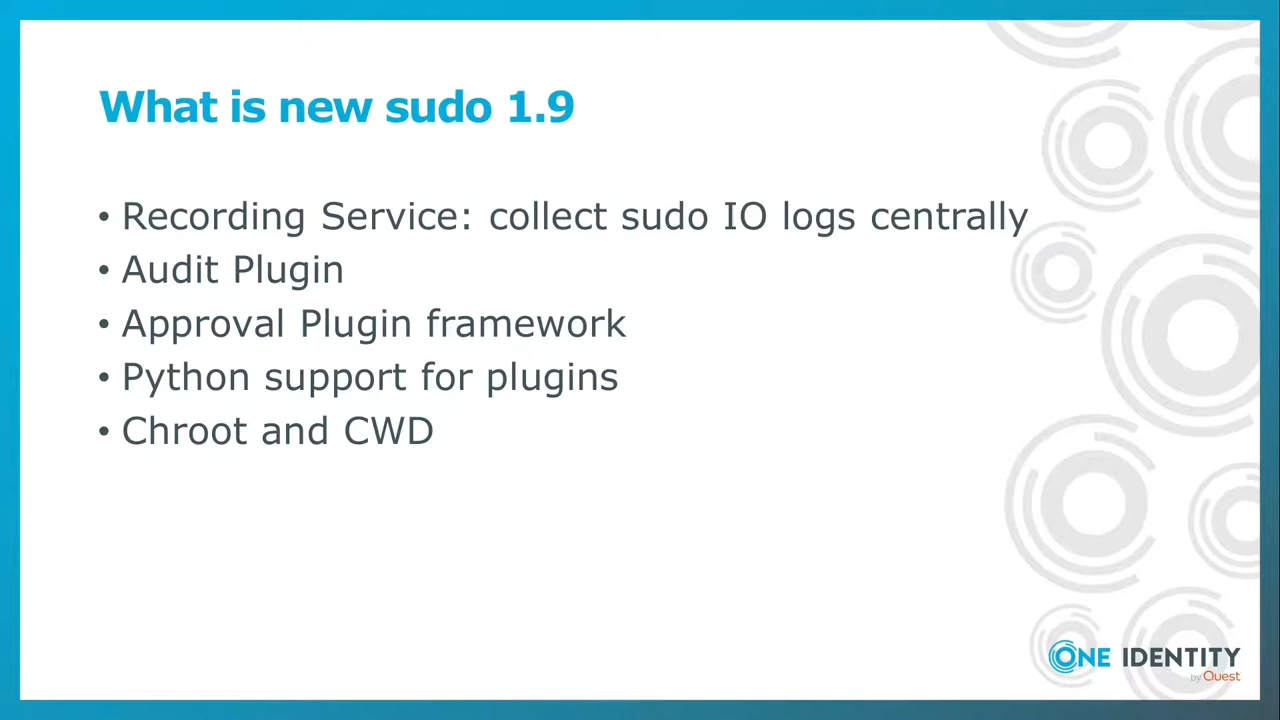 What is new sudo 1.9
• Recording Service: collect sudo IO logs centrally
• Audit Plugin
• Approval Plugin framework
• Python support for plugins
• Chroot and CWD
ONE IDENTITY
by Quest